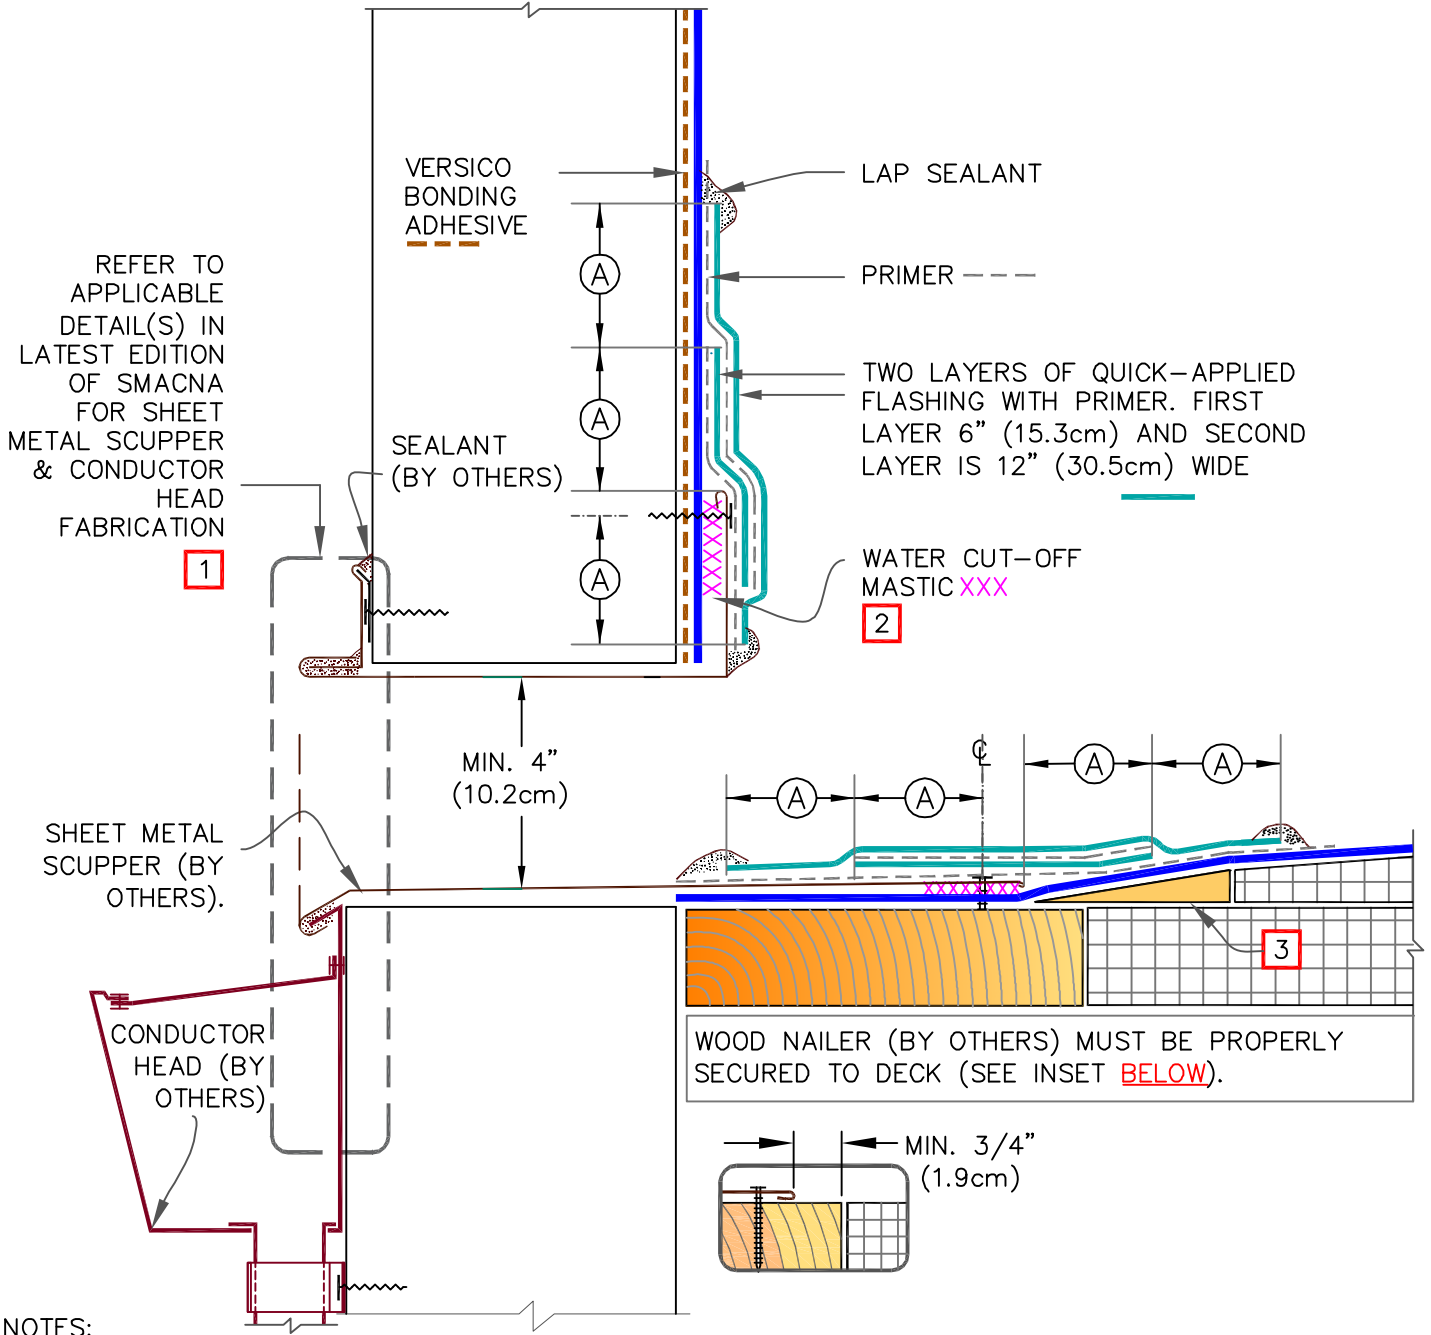 VERSICO
BONDING
ADHESIVE
LAP SEALANT
PRIMER
REFER TO
APPLICABLE
DETAIL(S) IN
LATEST EDITION
OF SMACNA
FOR SHEET
METAL SCUPPER
& CONDUCTOR
HEAD
FABRICATION
1
A
A
A
TWO LAYERS OF QUICK-APPLIED
FLASHING WITH PRIMER. FIRST
LAYER 6" (15.3cm) AND SECOND
LAYER IS 12" (30.5cm) WIDE
SEALANT
(BY OTHERS)
WATER CUT-OFF
MASTIC XXX
2
MIN. 4"
(10.2cm)
℄
A
A
A
A
SHEET METAL
SCUPPER (BY
OTHERS).
3
CONDUCTOR
HEAD (BY
OTHERS)
WOOD NAILER (BY OTHERS) MUST BE PROPERLY
SECURED TO DECK (SEE INSET BELOW).
MIN. 3/4"
(1.9cm)
NOTES: